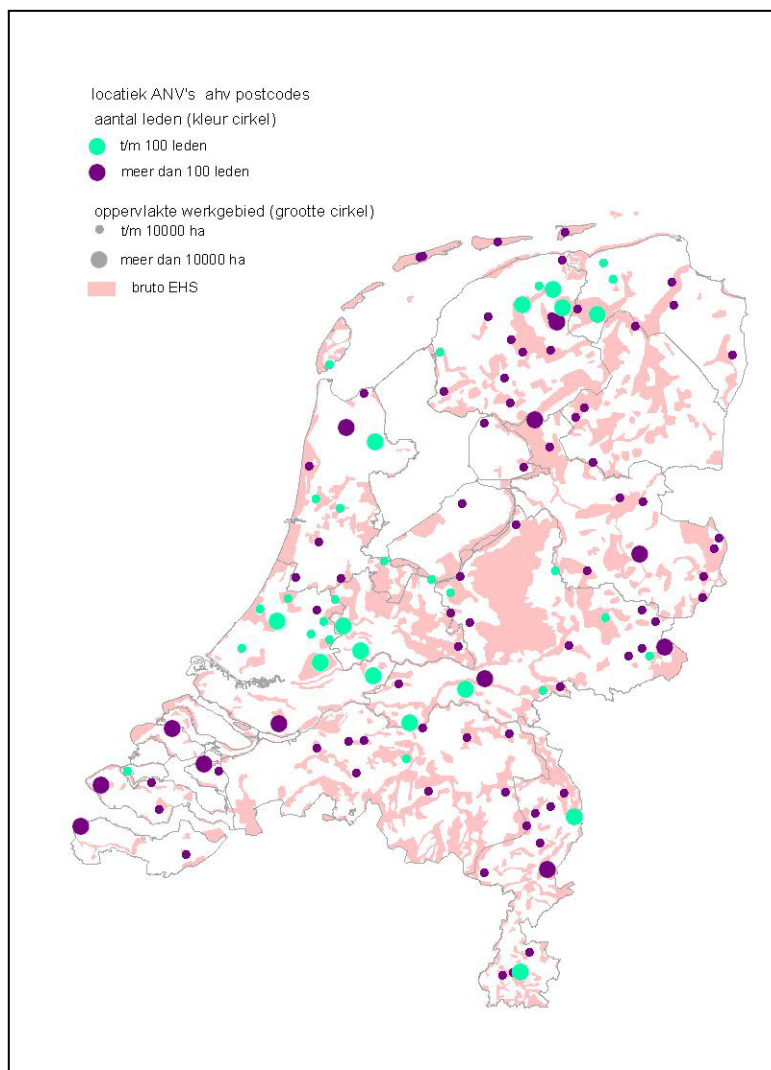 locatiek ANV's ahv postcodes
aantal leden (kleur cirkel)
t/m 100 leden
meer dan 100 leden
oppervlakte werkgebied (grootte cirkel)
t/m 10000 ha
meer dan 10000 ha
bruto EHS